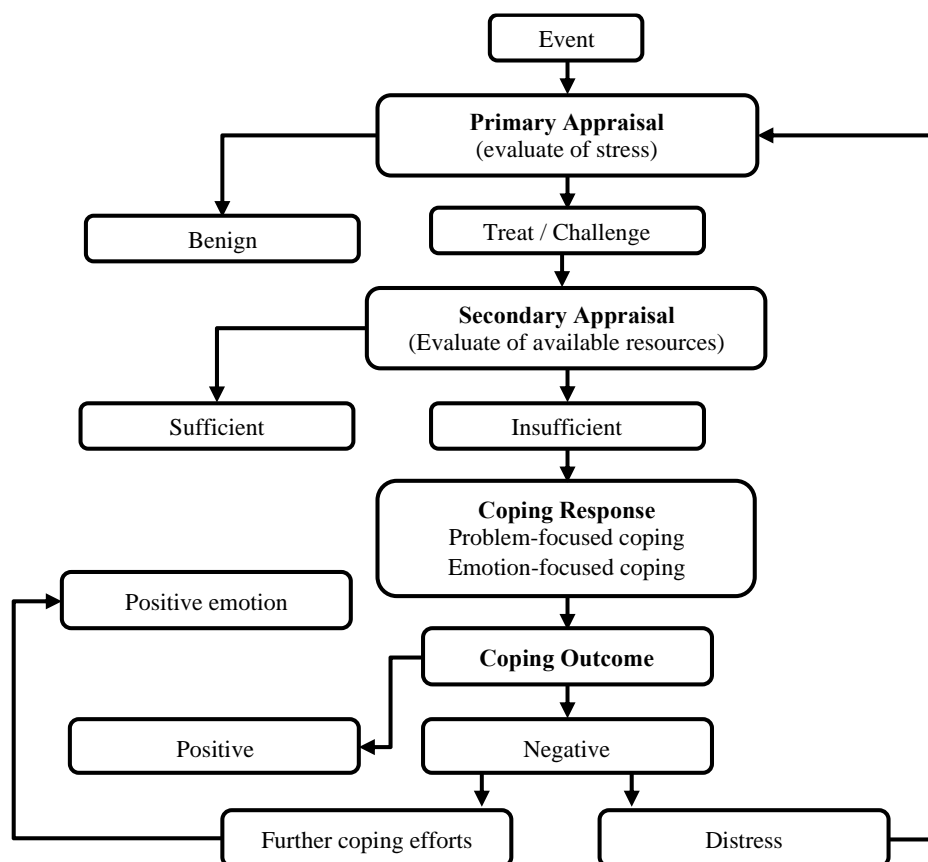 Event
Primary Appraisal
(evaluate of stress)
Benign
Treat / Challenge
Secondary Appraisal
(Evaluate of available resources)
Sufficient
Insufficient
Coping Response
Problem-focused coping
Emotion-focused coping
Positive emotion
Coping Outcome
Positive
Negative
Further coping efforts
Distress